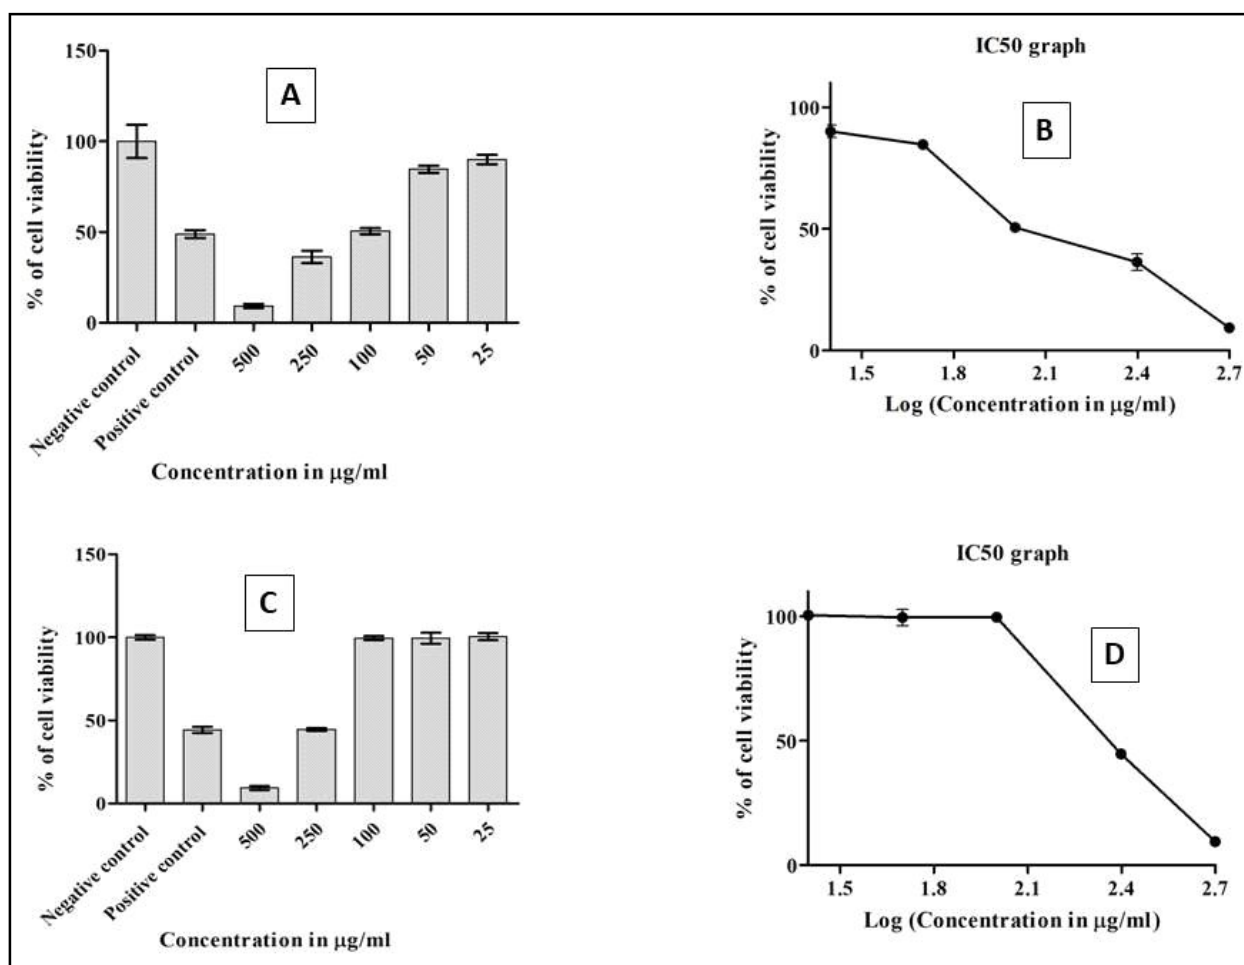 150
A
100
50
0
% of cell viability
Negative control
Positive control
500
250
100
50
25
Concentration in μg/ml
IC50 graph
B
100
50
0
% of cell viability
1.5 1.8 2.1 2.4 2.7
Log (Concentration in μg/ml)
150
C
100
50
0
% of cell viability
Negative control
Positive control
500
250
100
50
25
Concentration in μg/ml
IC50 graph
D
100
50
0
% of cell viability
1.5 1.8 2.1 2.4 2.7
Log (Concentration in μg/ml)